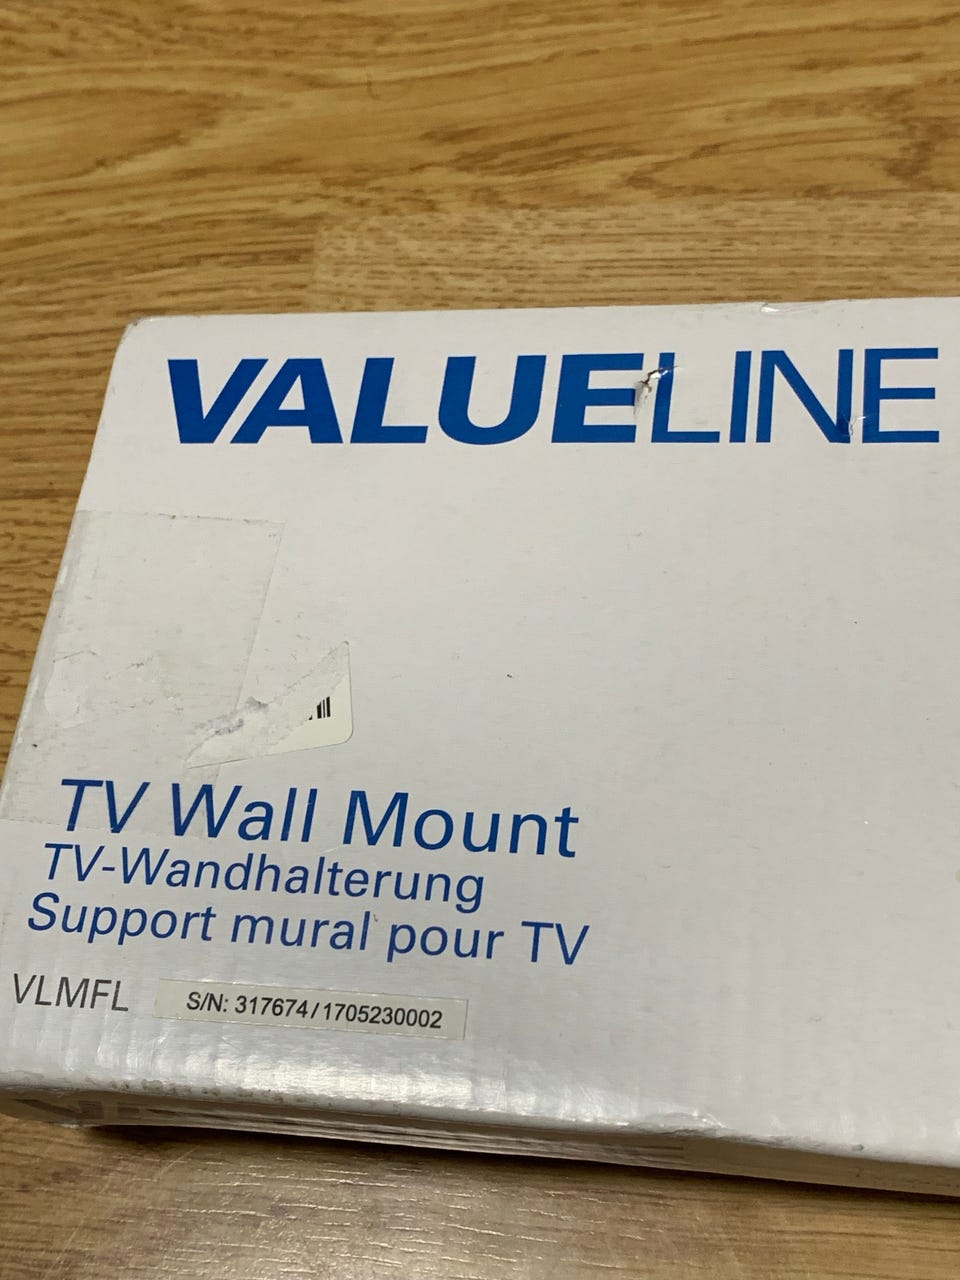 VALUELINE
TV Wall Mount
TV-Wandhalterung
Support mural pour TV
VLMFL
S/N: 317674/1705230002